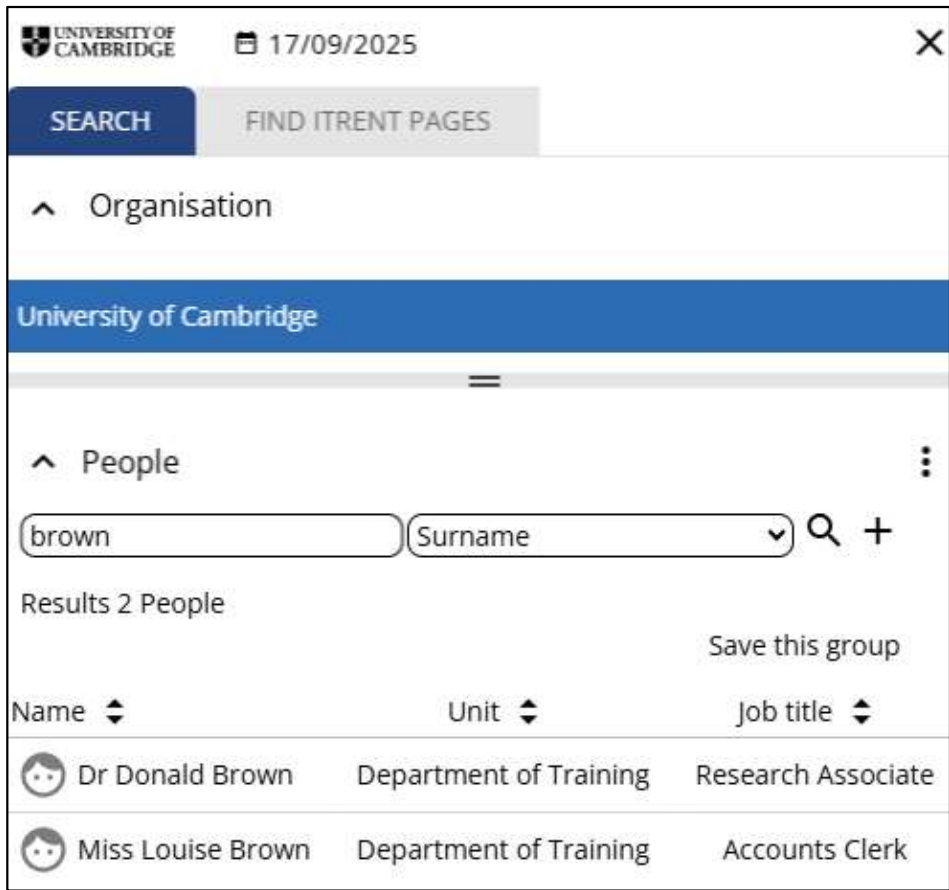 UNIVERSITY OF
CAMBRIDGE
17/09/2025
SEARCH FIND ITRENT PAGES
Organisation
University of Cambridge
People
brown Surname
Results 2 People
Save this group
Name Unit Job title
Dr Donald Brown Department of Training Research Associate
Miss Louise Brown Department of Training Accounts Clerk